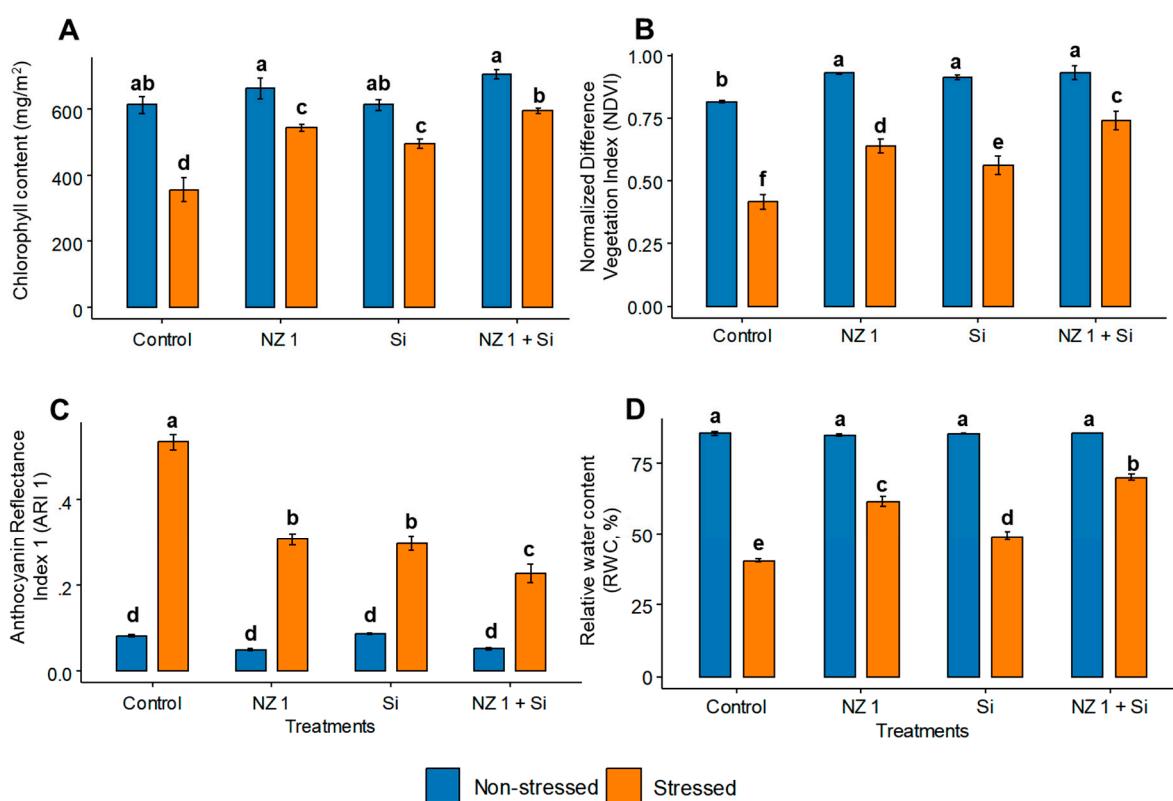 A
Chlorophyll content (mg/m²)
600
400
200
0
ab
d
a
c
ab
c
a
b
Control
NZ 1
Si
NZ 1 + Si
B
Normalized Difference
Vegetation Index (NDVI)
1.00
0.75
0.50
0.25
0.00
b
f
a
d
a
e
a
c
Control
NZ 1
Si
NZ 1 + Si
C
Anthocyanin Reflectance
Index 1 (ARI 1)
.4
.2
0.0
d
a
d
b
d
b
d
c
Control
NZ 1
Si
NZ 1 + Si
Treatments
D
Relative water content
(RWC, %)
75
50
25
0
a
e
a
c
a
d
a
b
Control
NZ 1
Si
NZ 1 + Si
Treatments
Non-stressed
Stressed